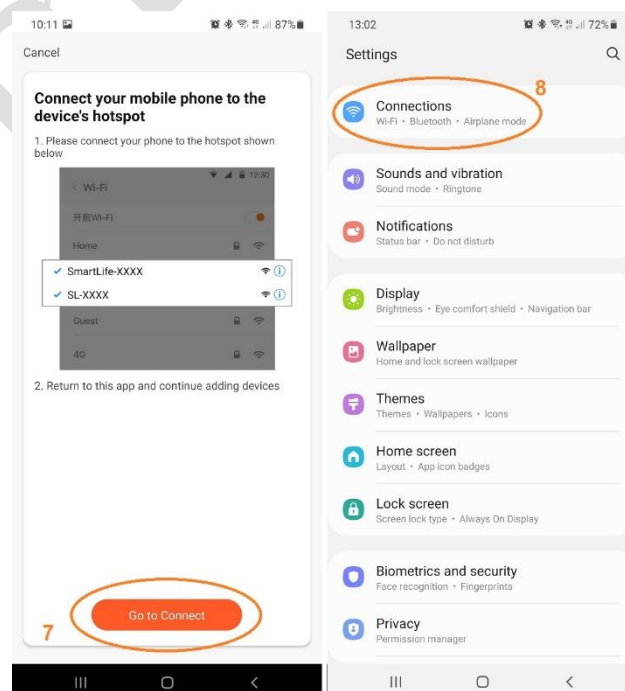 10:11
87%
Cancel
Connect your mobile phone to the
device's hotspot
1. Please connect your phone to the hotspot shown
below
12:30
Wi-Fi
开启Wi-Fi
Home
SmartLife-XXXX
SL-XXXX
Guest
4G
2. Return to this app and continue adding devices
Go to Connect
7
13:02
72%
Settings
8
Connections
Wi-Fi • Bluetooth • Airplane mode
Sounds and vibration
Sound mode • Ringtone
Notifications
Status bar • Do not disturb
Display
Brightness • Eye comfort shield • Navigation bar
Wallpaper
Home and lock screen wallpaper
Themes
Themes • Wallpapers • Icons
Home screen
Layout • App icon badges
Lock screen
Screen lock type • Always On Display
Biometrics and security
Face recognition • Fingerprints
Privacy
Permission manager